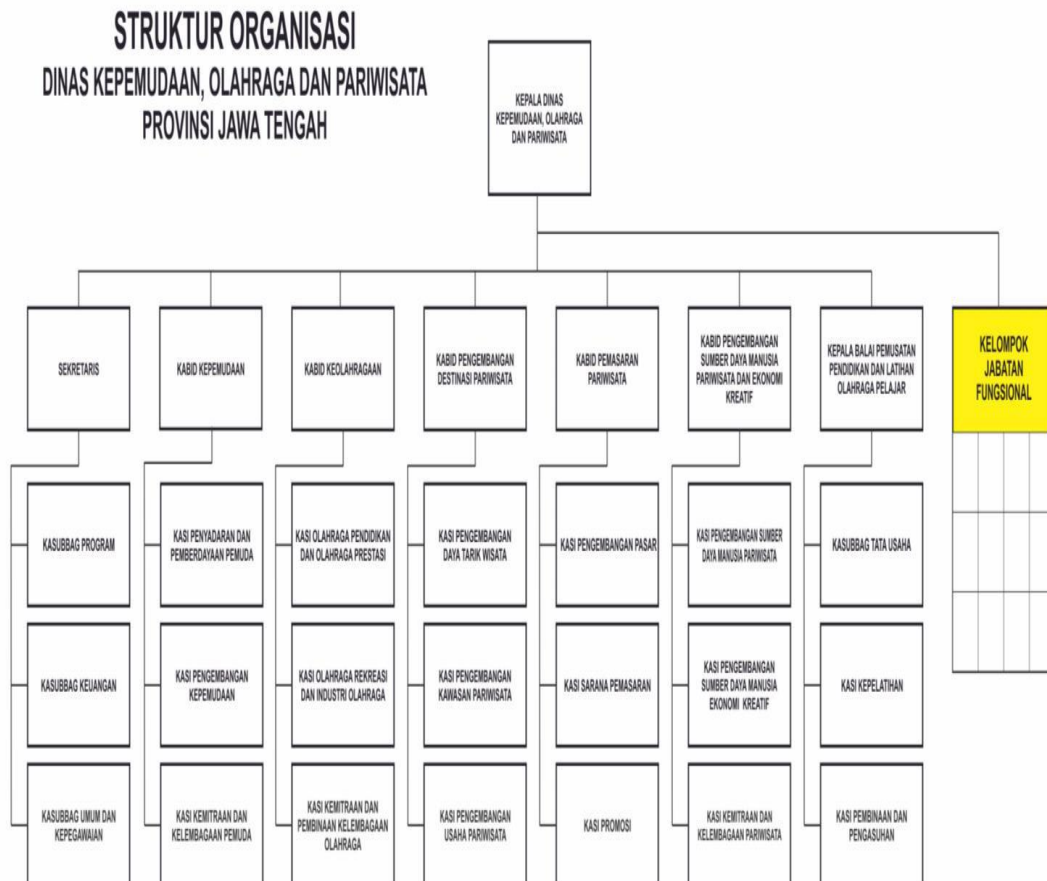 STRUKTUR ORGANISASI
DINAS KEPEMUDAAN, OLAHRAGA DAN PARIWISATA
PROVINSI JAWA TENGAH
KEPALA DINAS
KEPEMUDAAN, OLAHRAGA
DAN PARIWISATA
SEKRETARIS
KABID KEPEMUDAAN
KABID KEOLAHRAGAAN
KABID PENGEMBANGAN
DESTINASI PARIWISATA
KABID PEMASARAN
PARIWISATA
KABID PENGEMBANGAN
SUMBER DAYA MANUSIA
PARIWISATA DAN EKONOMI
KREATIF
KEPALA BALAI PEMUSATAN
PENDIDIKAN DAN LATIHAN
OLAHRAGA PELAJAR
KELOMPOK
JABATAN
FUNGSIONAL
KASUBBAG PROGRAM
KASI PENYADARAN DAN
PEMBERDAYAAN PEMUDA
KASI OLAHRAGA PENDIDIKAN
DAN OLAHRAGA PRESTASI
KASI PENGEMBANGAN
DAYA TARIK WISATA
KASI PENGEMBANGAN PASAR
KASI PENGEMBANGAN SUMBER
DAYA MANUSIA PARIWISATA
KASUBBAG TATA USAHA
KASUBBAG KEUANGAN
KASI PENGEMBANGAN
KEPEMUDAAN
KASI OLAHRAGA REKREASI
DAN INDUSTRI OLAHRAGA
KASI PENGEMBANGAN
KAWASAN PARIWISATA
KASI SARANA PEMASARAN
KASI PENGEMBANGAN
SUMBER DAYA MANUSIA
EKONOMI KREATIF
KASI KEPELATIHAN
KASUBBAG UMUM DAN
KEPEGAWAIAN
KASI KEMITRAAN DAN
KELEMBAGAAN PEMUDA
KASI KEMITRAAN DAN
PEMBINAAN KELEMBAGAAN
OLAHRAGA
KASI PENGEMBANGAN
USAHA PARIWISATA
KASI PROMOSI
KASI KEMITRAAN DAN
KELEMBAGAAN PARIWISATA
KASI PEMBINAAN DAN
PENGASUHAN